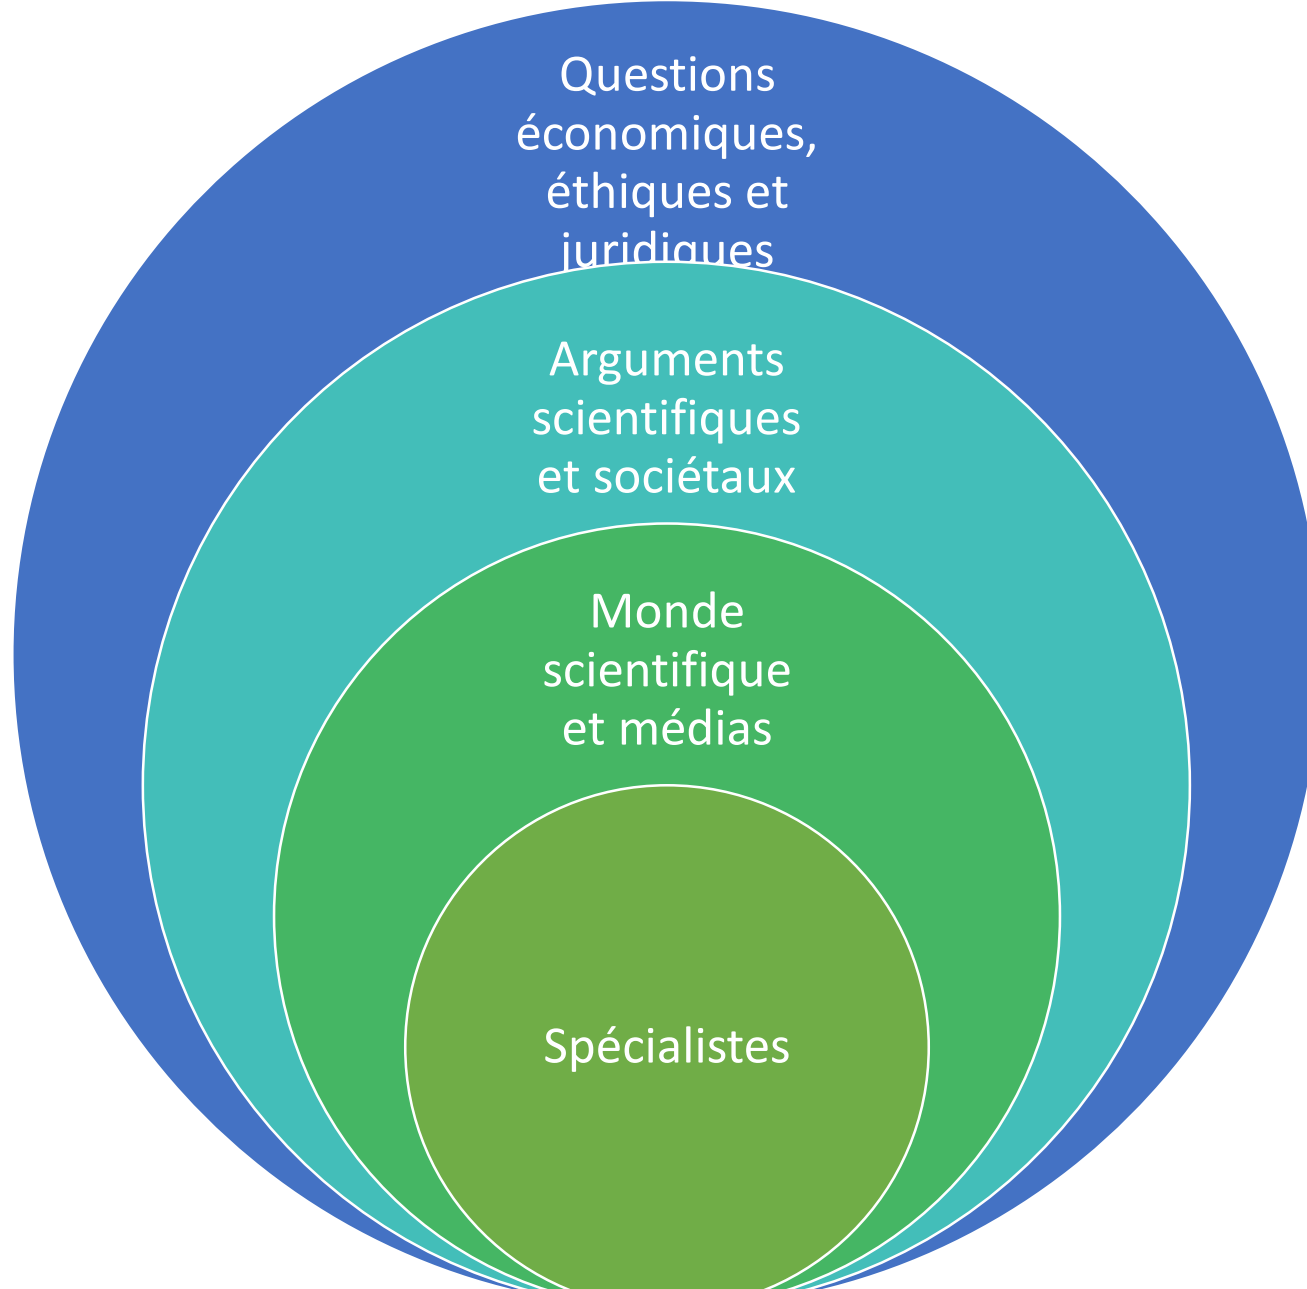 Questions
économiques,
éthiques et
juridiques
Arguments
scientifiques
et sociétaux
Monde
scientifique
et médias
Spécialistes